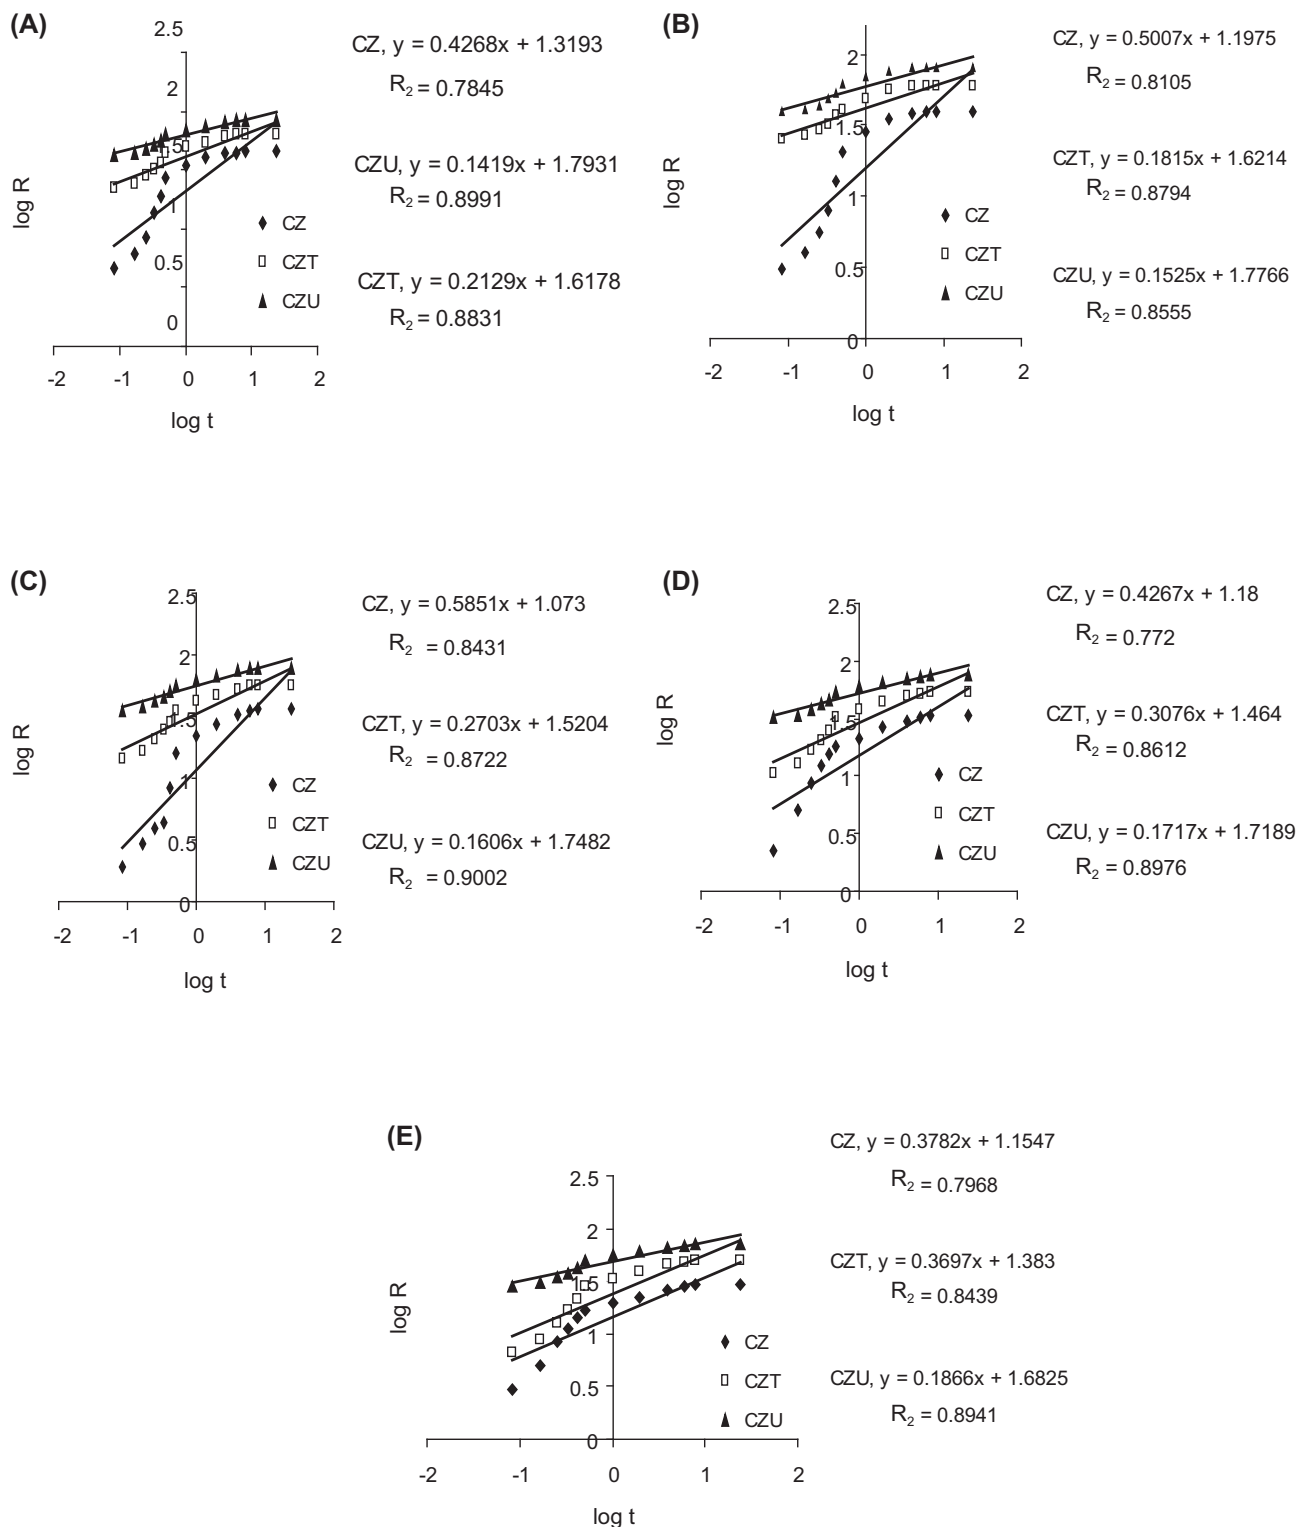 (A)
2.5
2
.5
0.5
0
-2 -1 0 1 2
log R
log t
CZ
CZT
CZU
CZ, y = 0.4268x + 1.3193
R2 = 0.7845
CZU, y = 0.1419x + 1.7931
R2 = 0.8991
CZT, y = 0.2129x + 1.6178
R2 = 0.8831
(B)
2
1.5
1
0.5
0
-2 -1 0 1 2
log R
log t
CZ
CZT
CZU
CZ, y = 0.5007x + 1.1975
R2 = 0.8105
CZT, y = 0.1815x + 1.6214
R2 = 0.8794
CZU, y = 0.1525x + 1.7766
R2 = 0.8555
(C)
2.5
2
1.5
1
0.5
0
-2 -1 0 1 2
log R
log t
CZ
CZT
CZU
CZ, y = 0.5851x + 1.073
R2 = 0.8431
CZT, y = 0.2703x + 1.5204
R2 = 0.8722
CZU, y = 0.1606x + 1.7482
R2 = 0.9002
(D)
2.5
2
1.5
1
0.5
0
-2 -1 0 1 2
log R
log t
CZ
CZT
CZU
CZ, y = 0.4267x + 1.18
R2 = 0.772
CZT, y = 0.3076x + 1.464
R2 = 0.8612
CZU, y = 0.1717x + 1.7189
R2 = 0.8976
(E)
2.5
2
1.5
1
0.5
0
-2 -1 0 1 2
log R
log t
CZ
CZT
CZU
CZ, y = 0.3782x + 1.1547
R2 = 0.7968
CZT, y = 0.3697x + 1.383
R2 = 0.8439
CZU, y = 0.1866x + 1.6825
R2 = 0.8941